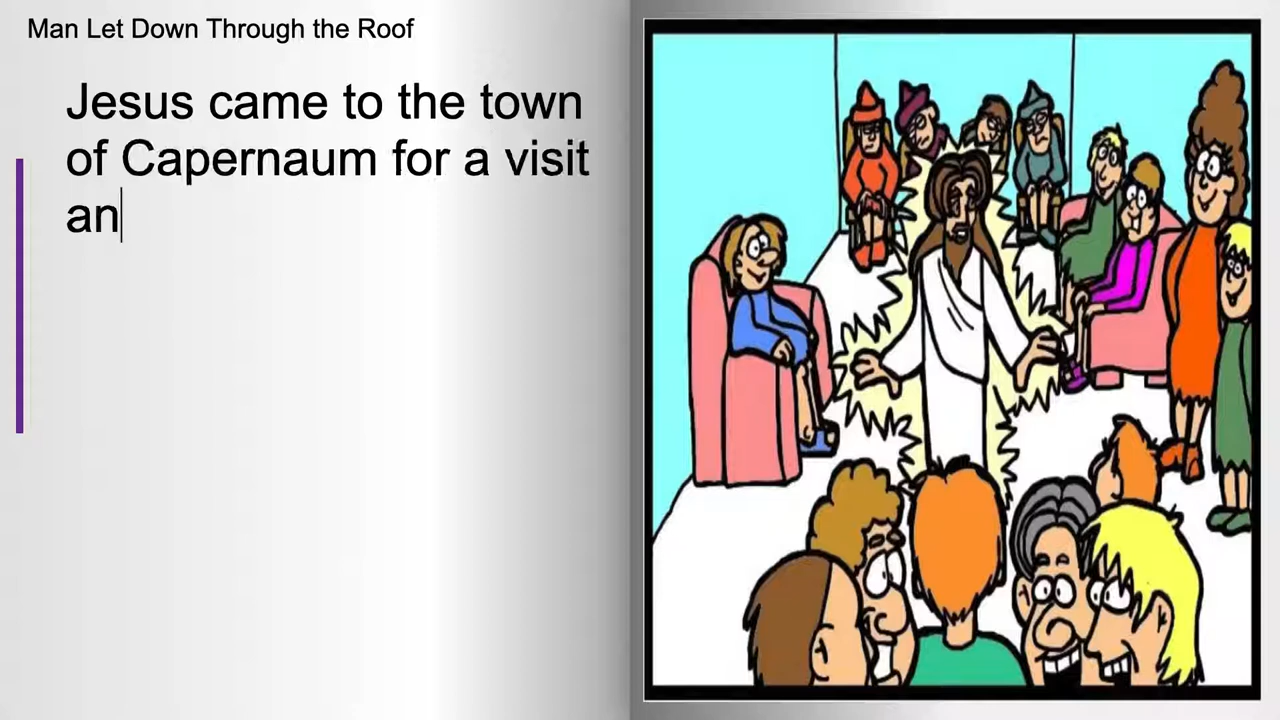 Man Let Down Through the Roof
Jesus came to the town
of Capernaum for a visit
an